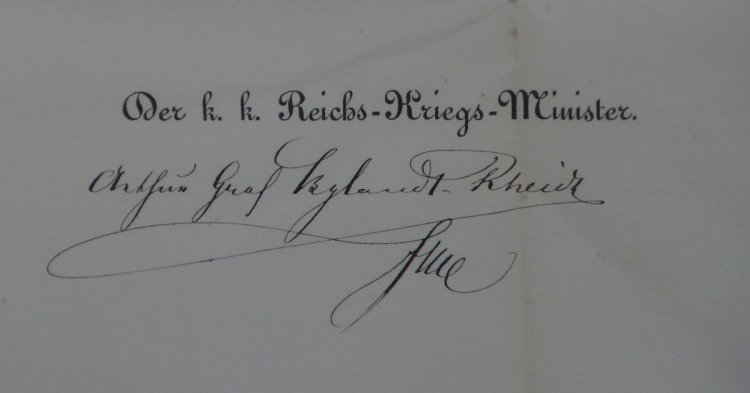 Der k. k. Reichs-Kriegs-Minister.
Arthur Graf Bylandt-Rheidt
FML